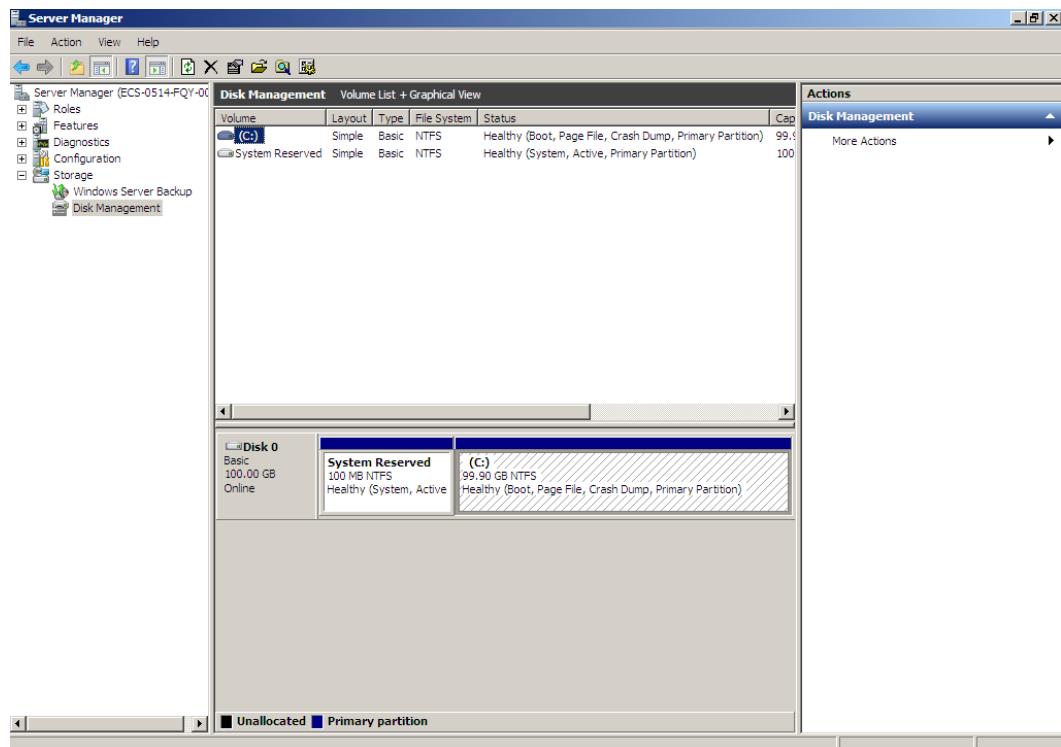 Server Manager
File Action View Help
Server Manager (ECS-0514-FQY-00
Roles
Features
Diagnostics
Configuration
Storage
Windows Server Backup
Disk Management
Disk Management Volume List + Graphical View
Volume Layout Type File System Status Cap
(C:) Simple Basic NTFS Healthy (Boot, Page File, Crash Dump, Primary Partition) 99.9
System Reserved Simple Basic NTFS Healthy (System, Active, Primary Partition) 100
Disk 0
Basic
100.00 GB
Online
System Reserved
100 MB NTFS
Healthy (System, Active
(C:)
99.90 GB NTFS
Healthy (Boot, Page File, Crash Dump, Primary Partition)
Unallocated Primary partition
Actions
Disk Management
More Actions